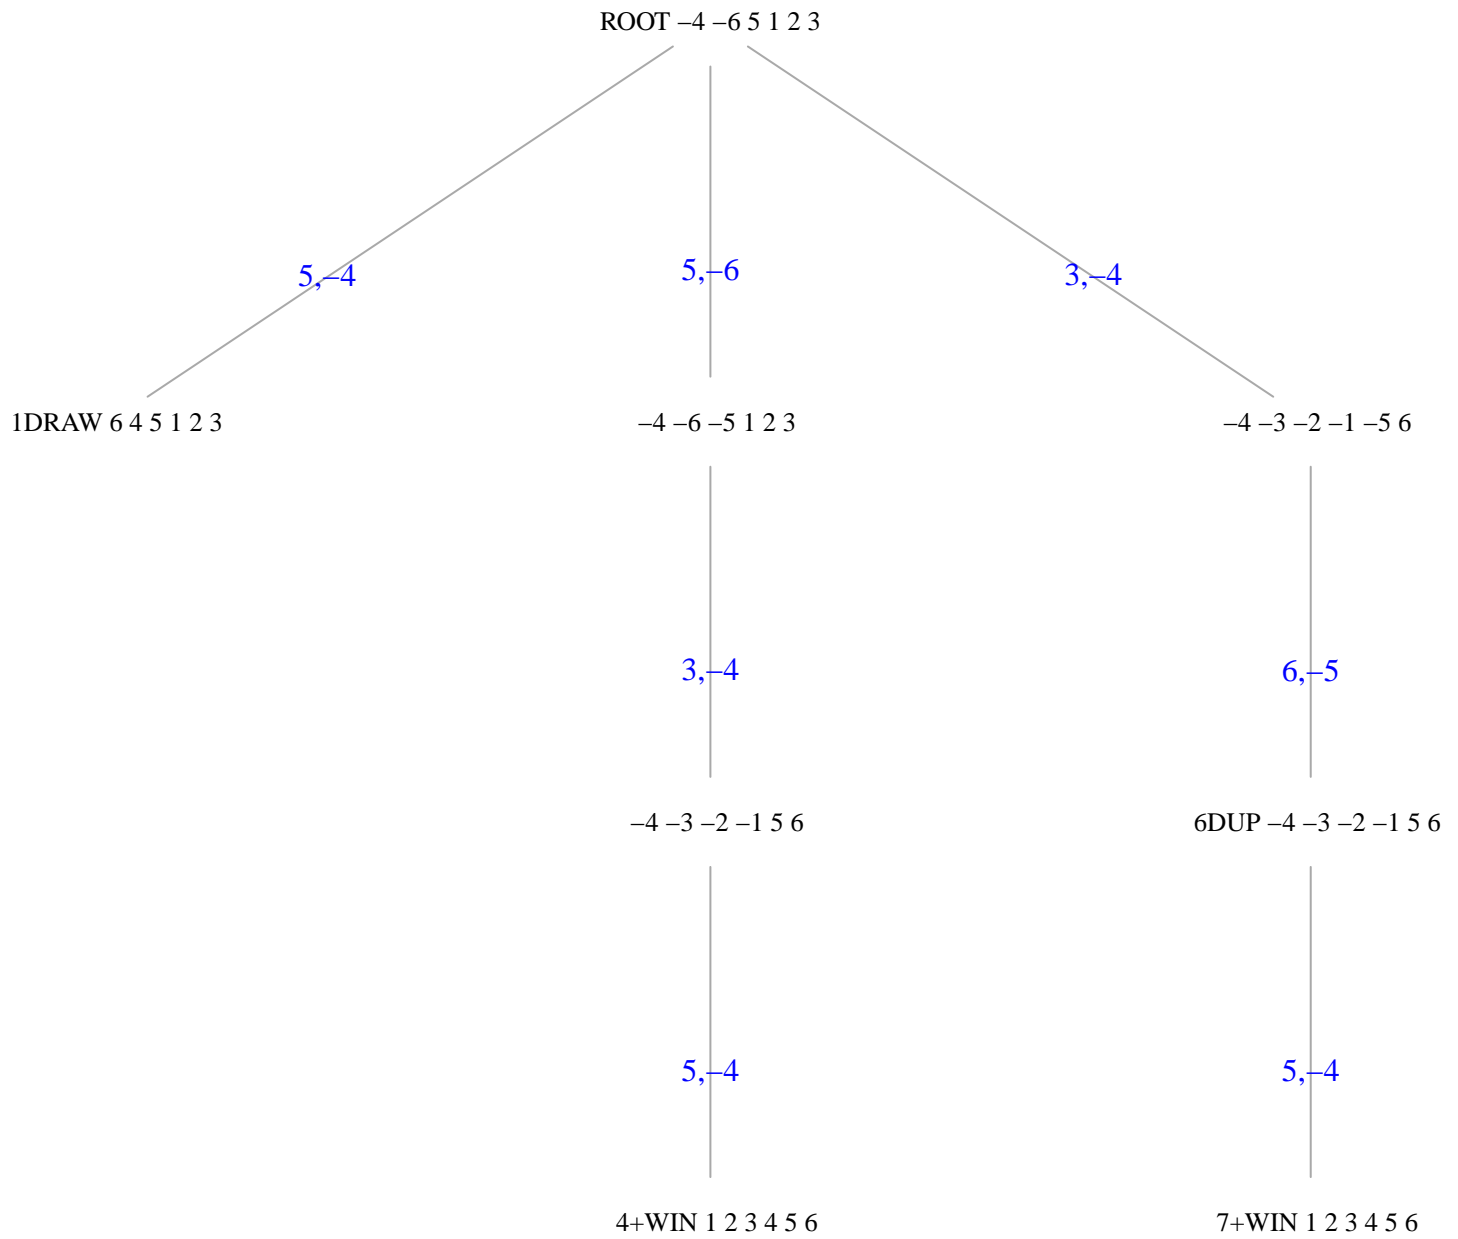 ROOT –4 –6 5 1 2 3
5,–4
5,–6
3,–4
1DRAW 6 4 5 1 2 3
–4 –6 –5 1 2 3
–4 –3 –2 –1 –5 6
3,–4
6,–5
–4 –3 –2 –1 5 6
6DUP –4 –3 –2 –1 5 6
5,–4
5,–4
4+WIN 1 2 3 4 5 6
7+WIN 1 2 3 4 5 6